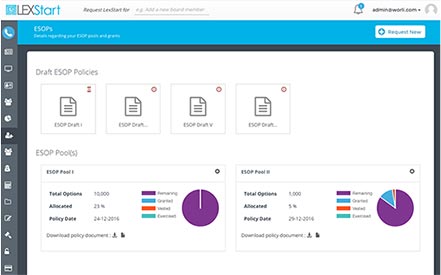 LEXStart
Request LexStart for e.g. Add a new board member
1
admin@worli.com
ESOPs
Details regarding your ESOP pools and grants
Request New
Draft ESOP Policies
ESOP Draft I
ESOP Draft...
ESOP Draft V
ESOP Draft...
ESOP Pool(s)
ESOP Pool I
Total Options 10,000
Allocated 23 %
Policy Date 24-12-2016
Remaining
Granted
Vested
Exercised
Download policy document :
ESOP Pool II
Total Options 1,000
Allocated 5 %
Policy Date 29-12-2016
Remaining
Granted
Vested
Exercised
Download policy document :